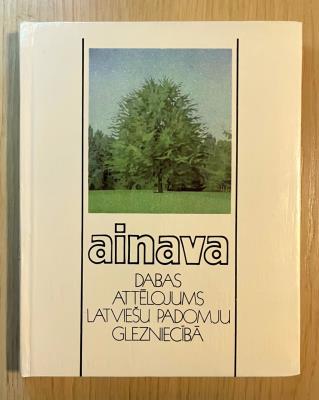 ainava
DABAS
ATTĒLOJUMS
LATVIEŠU PADOMJU
GLEZNIECĪBĀ